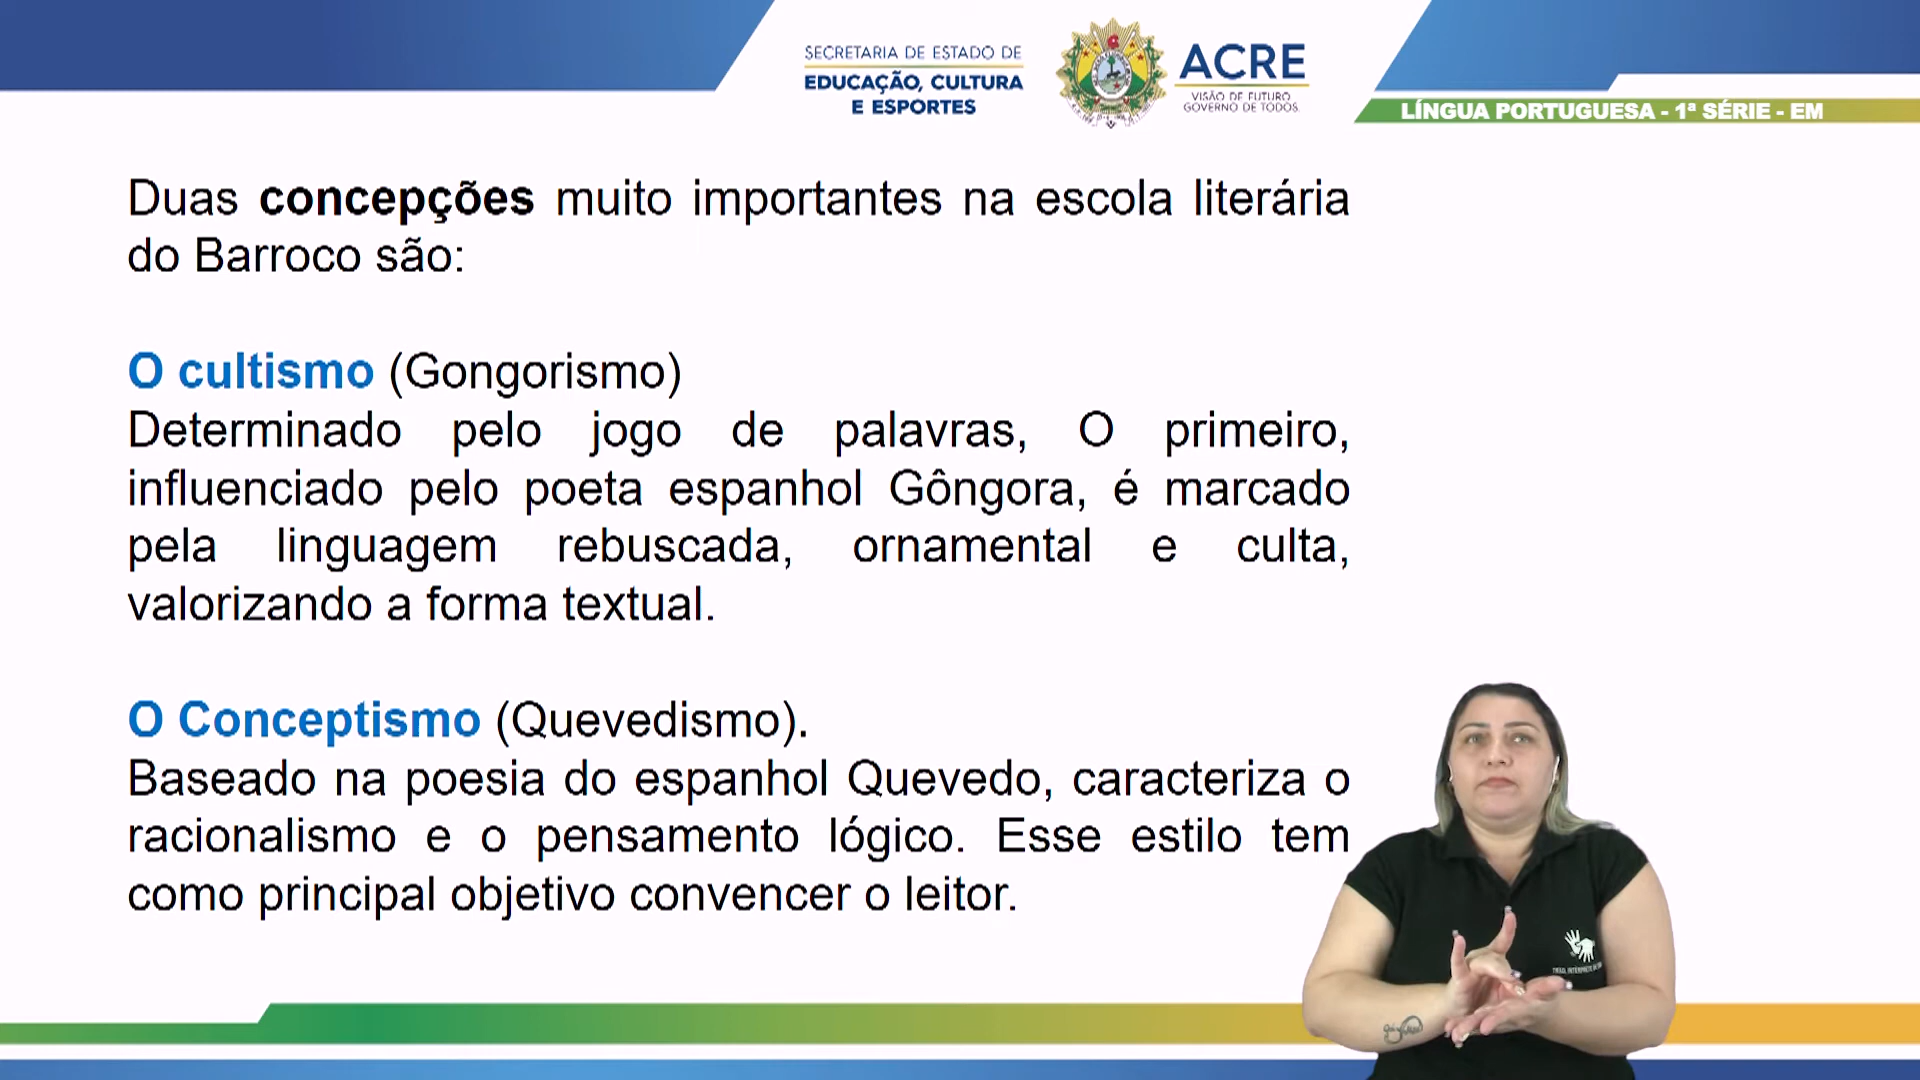 SECRETARIA DE ESTADO DE
EDUCAÇÃO, CULTURA
E ESPORTES
ACRE
VISÃO DE FUTURO
GOVERNO DE TODOS
LÍNGUA PORTUGUESA - 1ª SÉRIE - EM
Duas concepções muito importantes na escola literária
do Barroco são:
O cultismo (Gongorismo)
Determinado pelo jogo de palavras, O primeiro,
influenciado pelo poeta espanhol Gôngora, é marcado
pela linguagem rebuscada, ornamental e culta,
valorizando a forma textual.
O Conceptismo (Quevedismo).
Baseado na poesia do espanhol Quevedo, caracteriza o
racionalismo e o pensamento lógico. Esse estilo tem
como principal objetivo convencer o leitor.